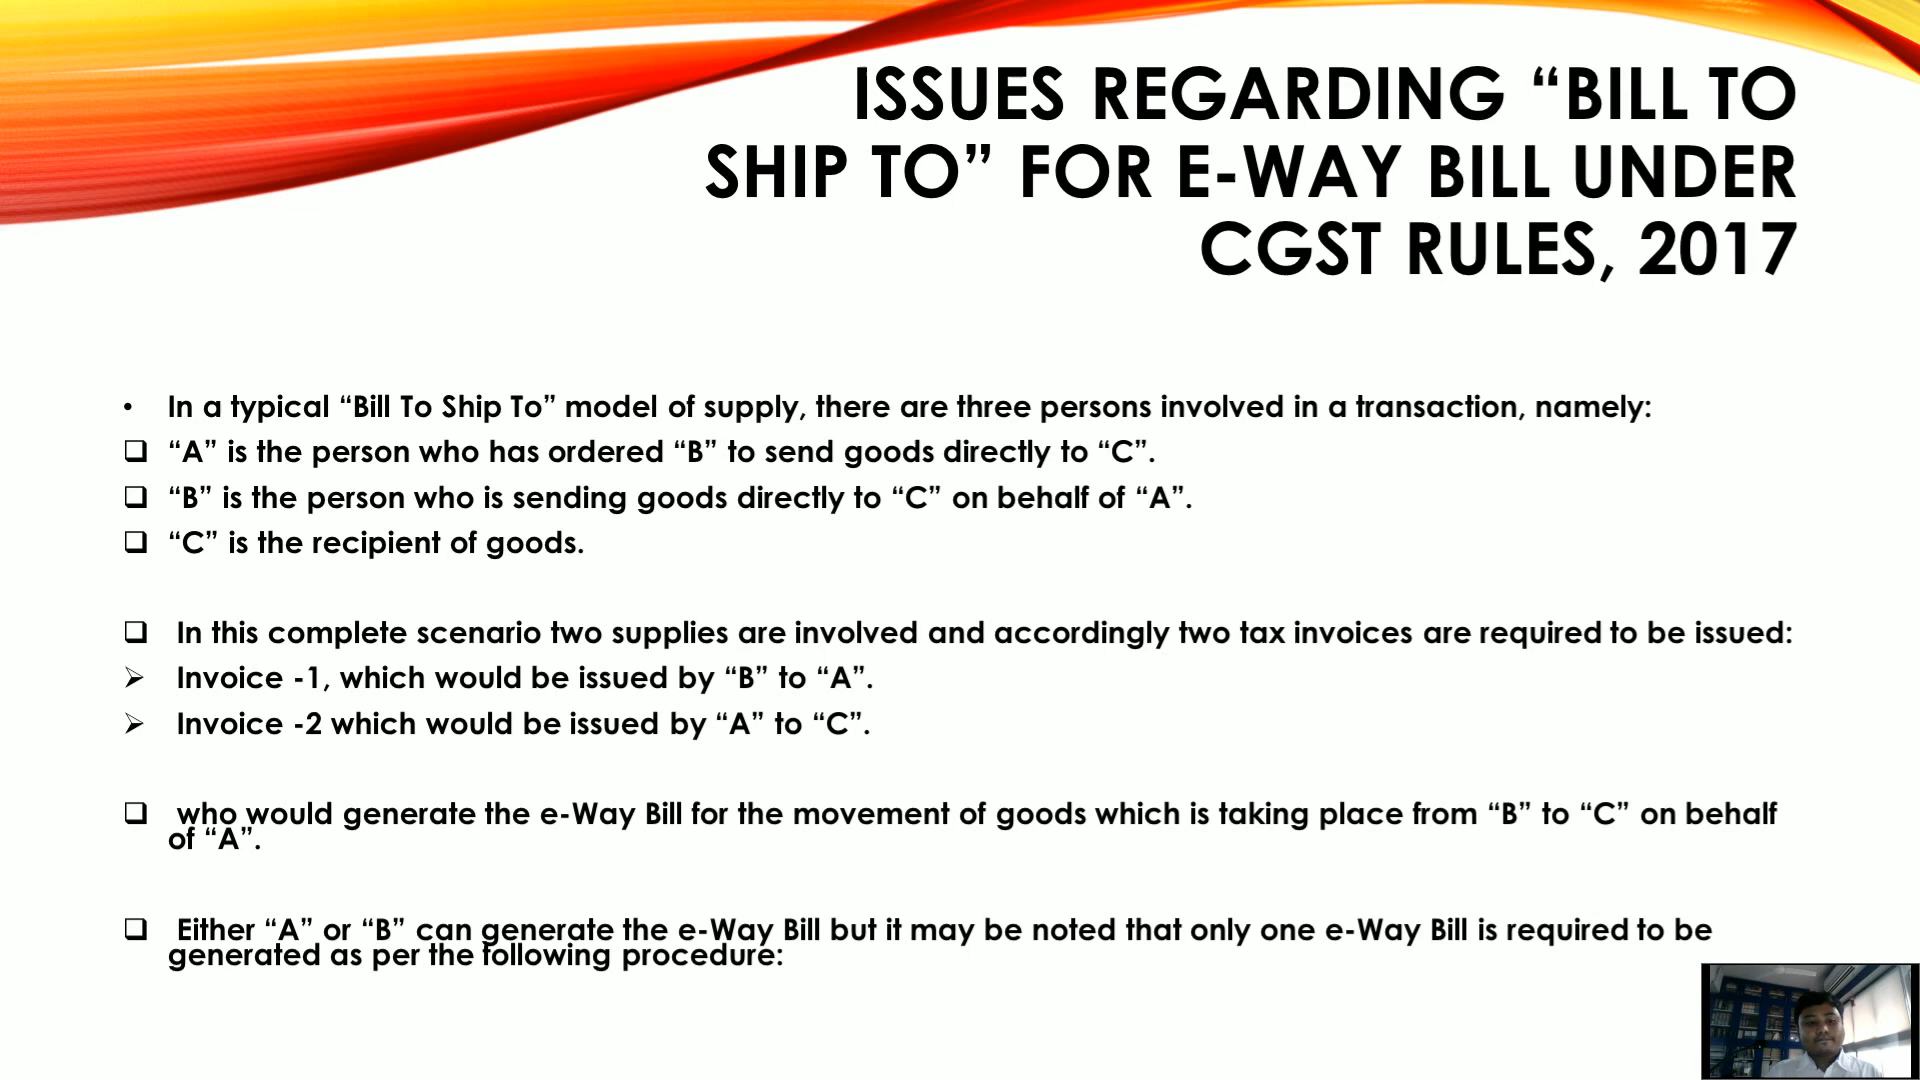 ISSUES REGARDING “BILL TO
SHIP TO” FOR E-WAY BILL UNDER
CGST RULES, 2017
• In a typical “Bill To Ship To” model of supply, there are three persons involved in a transaction, namely:
❑ “A” is the person who has ordered “B” to send goods directly to “C”.
❑ “B” is the person who is sending goods directly to “C” on behalf of “A”.
❑ “C” is the recipient of goods.
❑ In this complete scenario two supplies are involved and accordingly two tax invoices are required to be issued:
➢ Invoice -1, which would be issued by “B” to “A”.
➢ Invoice -2 which would be issued by “A” to “C”.
❑ who would generate the e-Way Bill for the movement of goods which is taking place from “B” to “C” on behalf
of “A”.
❑ Either “A” or “B” can generate the e-Way Bill but it may be noted that only one e-Way Bill is required to be
generated as per the following procedure: